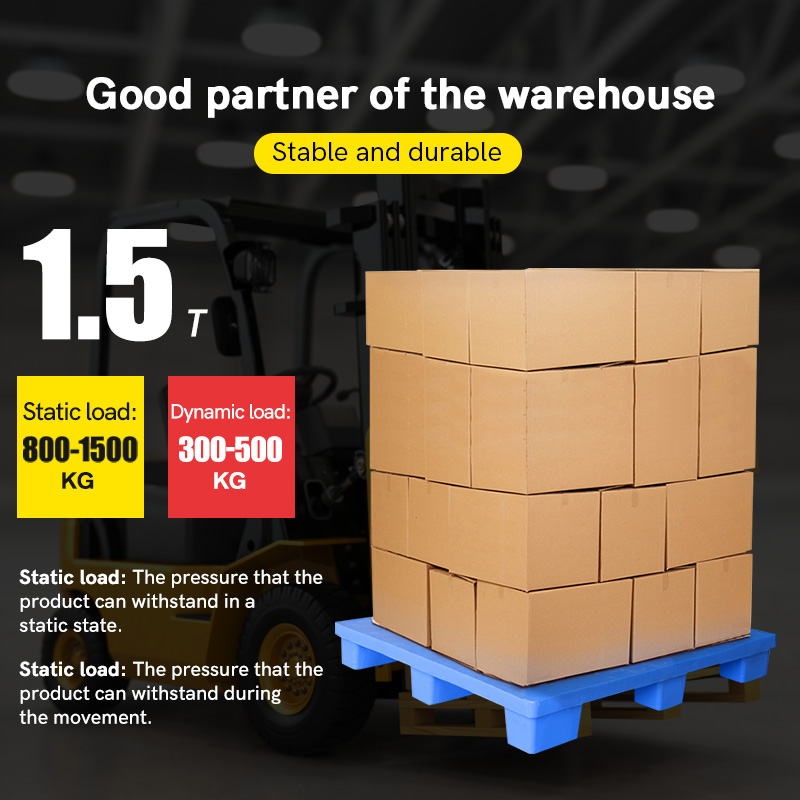 Good partner of the warehouse
Stable and durable
1.5 T
Static load:
800-1500
KG
Dynamic load:
300-500
KG
Static load: The pressure that the
product can withstand in a
static state.
Static load: The pressure that the
product can withstand during
the movement.